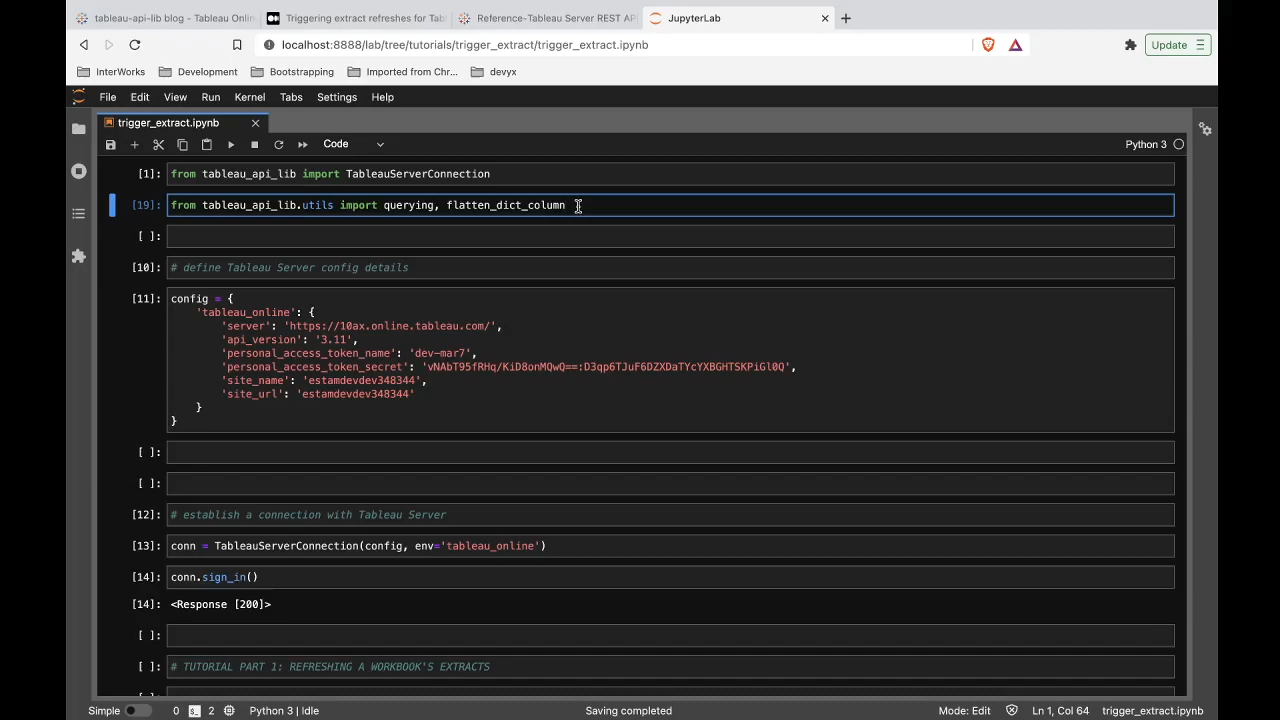 tableau-api-lib blog - Tableau Onlin
Triggering extract refreshes for Tab
Reference-Tableau Server REST API
JupyterLab
localhost:8888/lab/tree/tutorials/trigger_extract/trigger_extract.ipynb
Update
InterWorks
Development
Bootstrapping
Imported from Chr...
devyx
File
Edit
View
Run
Kernel
Tabs
Settings
Help
trigger_extract.ipynb
Code
Python 3
[1]: from tableau_api_lib import TableauServerConnection
[19]: from tableau_api_lib.utils import querying, flatten_dict_column
[ ]:
[10]: # define Tableau Server config details
[11]: config = {
'tableau_online': {
'server': 'https://10ax.online.tableau.com/',
'api_version': '3.11',
'personal_access_token_name': 'dev-mar7',
'personal_access_token_secret': 'vNAbT95fRHq/KiD8onMQwQ==:D3qp6TJuF6DZXDaTYcYXBGHTSKPiGl0Q',
'site_name': 'estamdevdev348344',
'site_url': 'estamdevdev348344'
}
}
[ ]:
[ ]:
[12]: # establish a connection with Tableau Server
[13]: conn = TableauServerConnection(config, env='tableau_online')
[14]: conn.sign_in()
[14]: <Response [200]>
[ ]:
[ ]: # TUTORIAL PART 1: REFRESHING A WORKBOOK'S EXTRACTS
Simple
0
2
Python 3 | Idle
Saving completed
Mode: Edit
Ln 1, Col 64
trigger_extract.ipynb